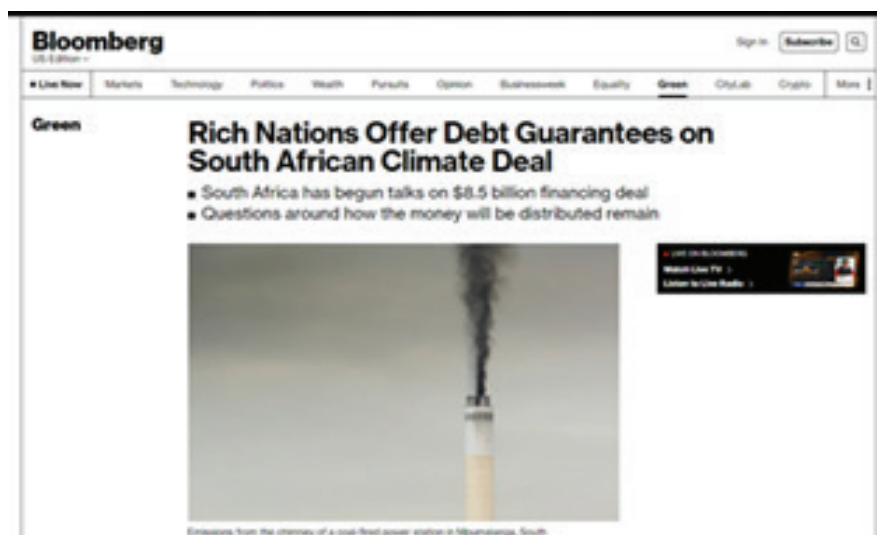 Bloomberg
US Edition
Sign In Subscribe
Live Now Markets Technology Politics Wealth Pursuits Opinion Businessweek Equality Green CityLab Crypto More
Green
Rich Nations Offer Debt Guarantees on
South African Climate Deal
South Africa has begun talks on $8.5 billion financing deal
Questions around how the money will be distributed remain
LIVE ON BLOOMBERG
Watch Live TV
Listen to Live Radio
Emissions from the chimney of a coal-fired power station in Mpumalanga, South